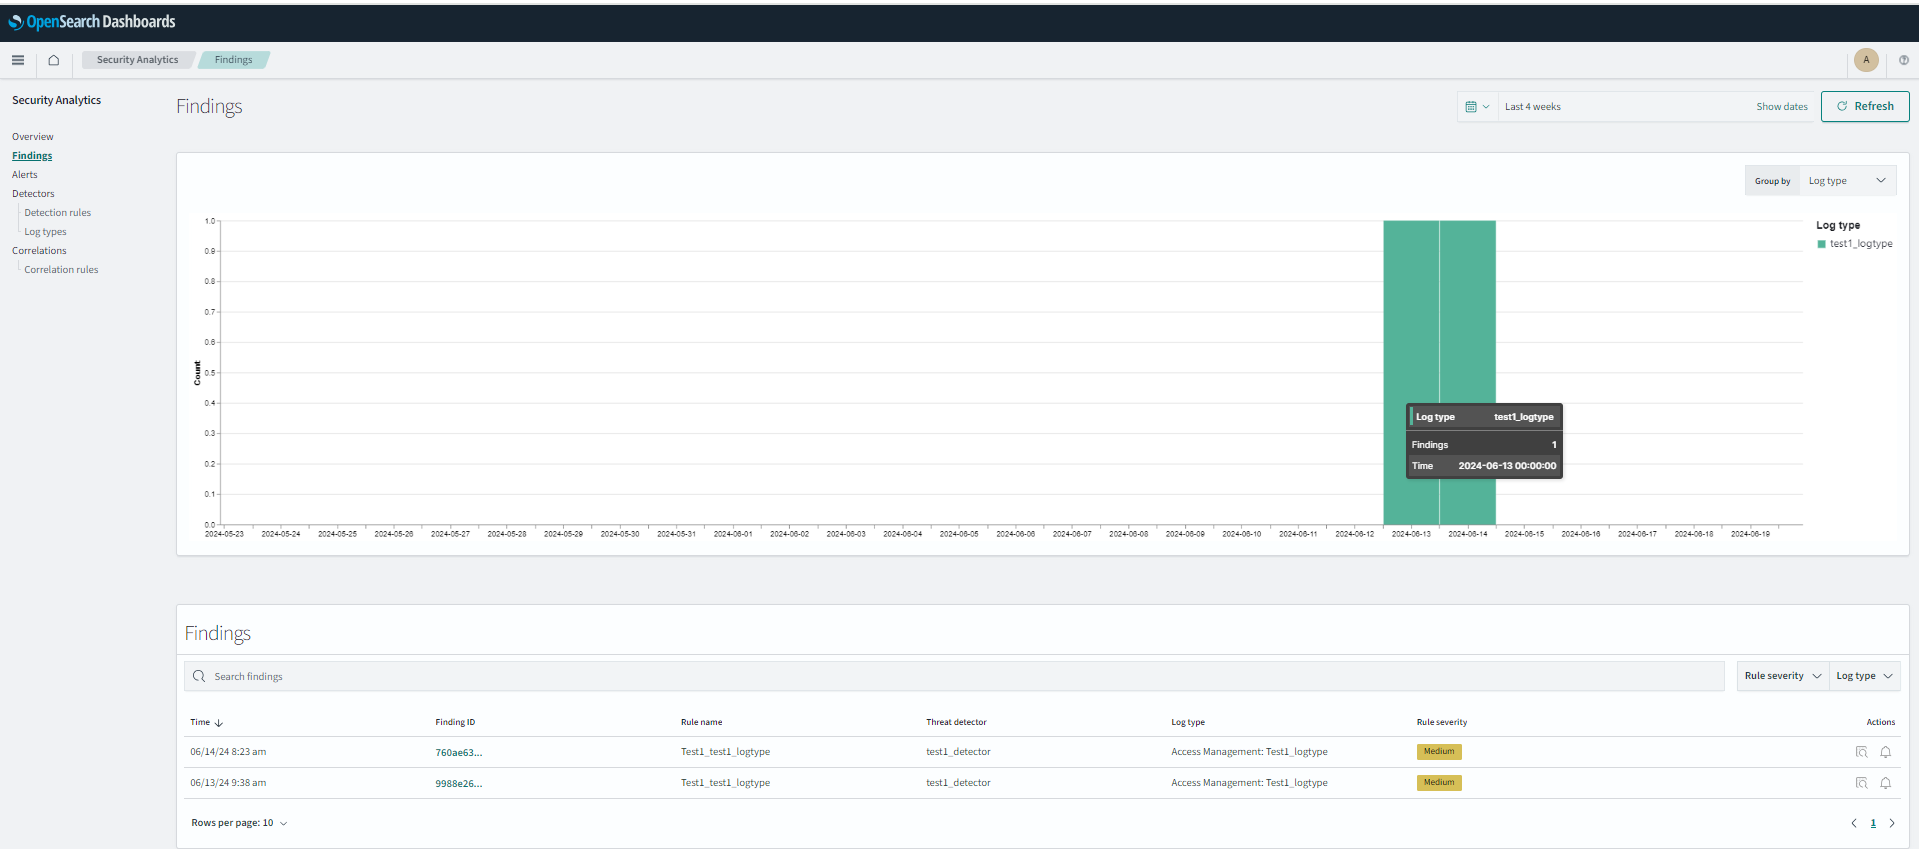 OpenSearch Dashboards
Security Analytics
Findings
A
Security Analytics
Overview
Findings
Alerts
Detectors
Detection rules
Log types
Correlations
Correlation rules
Findings
Last 4 weeks
Show dates
Refresh
Group by
Log type
1.0
0.9
0.8
0.7
0.6
0.5
0.4
0.3
0.2
0.1
0.0
Count
2024-05-23 2024-05-24 2024-05-25 2024-05-26 2024-05-27 2024-05-28 2024-05-29 2024-05-30 2024-05-31 2024-06-01 2024-06-02 2024-06-03 2024-06-04 2024-06-05 2024-06-06 2024-06-07 2024-06-08 2024-06-09 2024-06-10 2024-06-11 2024-06-12 2024-06-13 2024-06-14 2024-06-15 2024-06-16 2024-06-17 2024-06-18 2024-06-19
Log type
test1_logtype
Log type test1_logtype
Findings 1
Time 2024-06-13 00:00:00
Findings
Search findings
Rule severity
Log type
Time Finding ID Rule name Threat detector Log type Rule severity Actions
06/14/24 8:23 am 760ae63... Test1_test1_logtype test1_detector Access Management: Test1_logtype Medium
06/13/24 9:38 am 9988e26... Test1_test1_logtype test1_detector Access Management: Test1_logtype Medium
Rows per page: 10
1